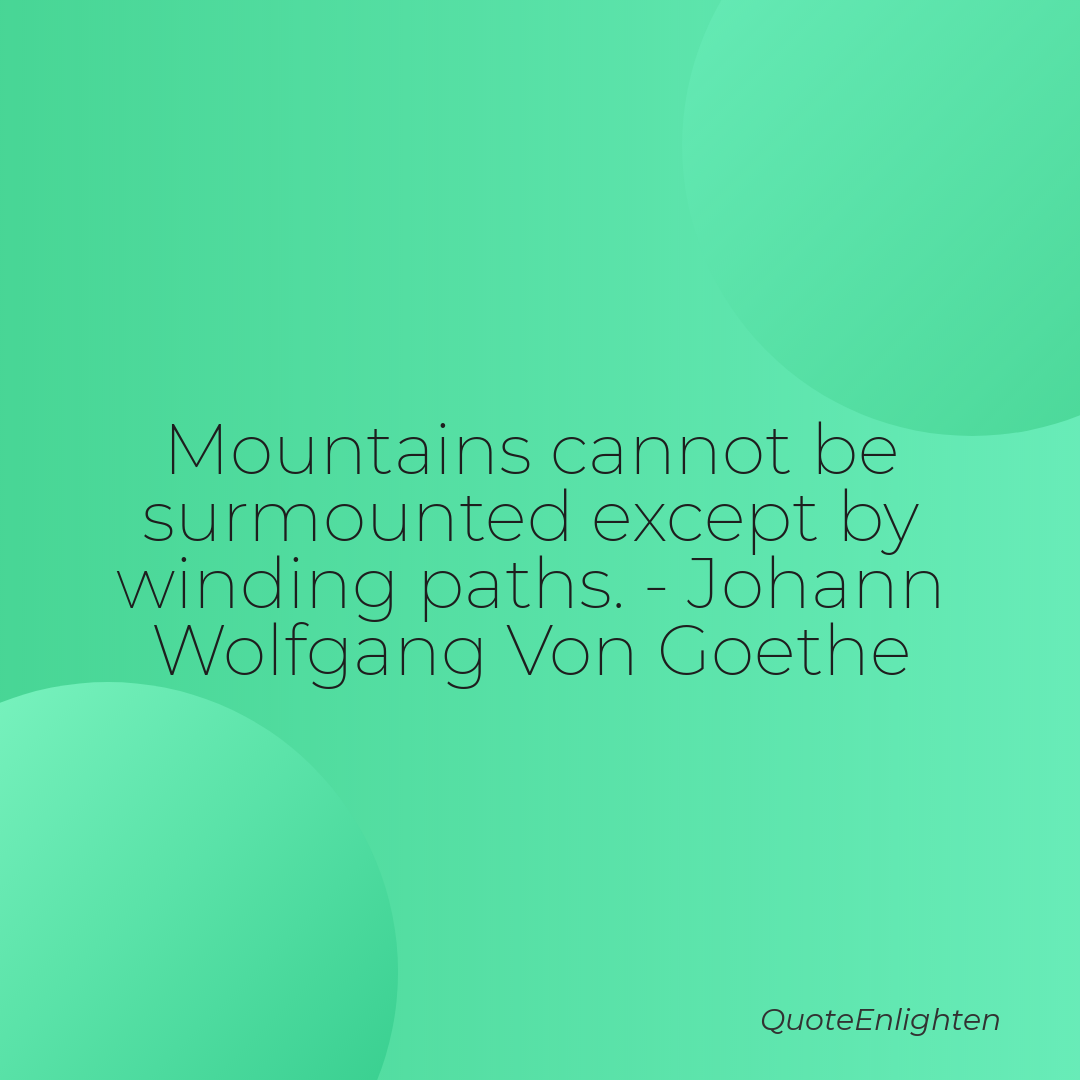 Mountains cannot be
surmounted except by
winding paths. - Johann
Wolfgang Von Goethe
QuoteEnlighten